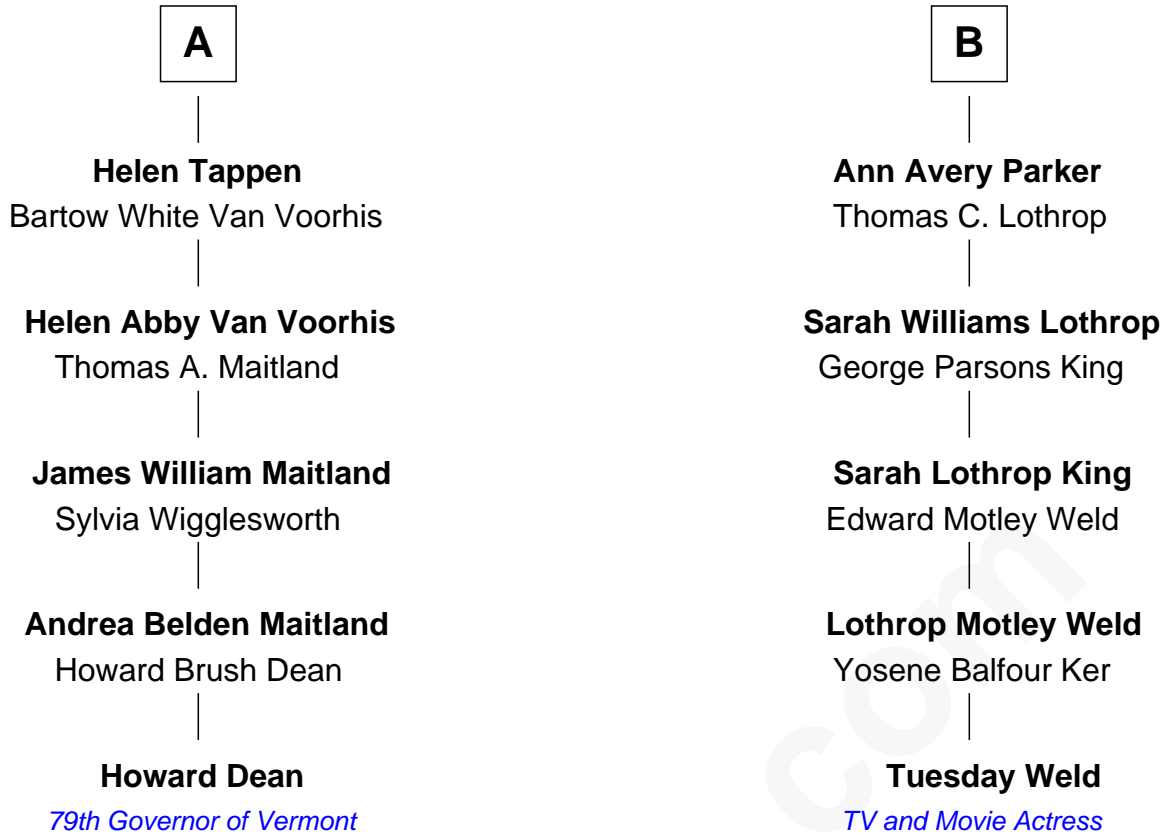 A
Helen Tappen
Bartow White Van Voorhis
Helen Abby Van Voorhis
Thomas A. Maitland
James William Maitland
Sylvia Wigglesworth
Andrea Belden Maitland
Howard Brush Dean
Howard Dean
79th Governor of Vermont
B
Ann Avery Parker
Thomas C. Lothrop
Sarah Williams Lothrop
George Parsons King
Sarah Lothrop King
Edward Motley Weld
Lothrop Motley Weld
Yosene Balfour Ker
Tuesday Weld
TV and Movie Actress
com